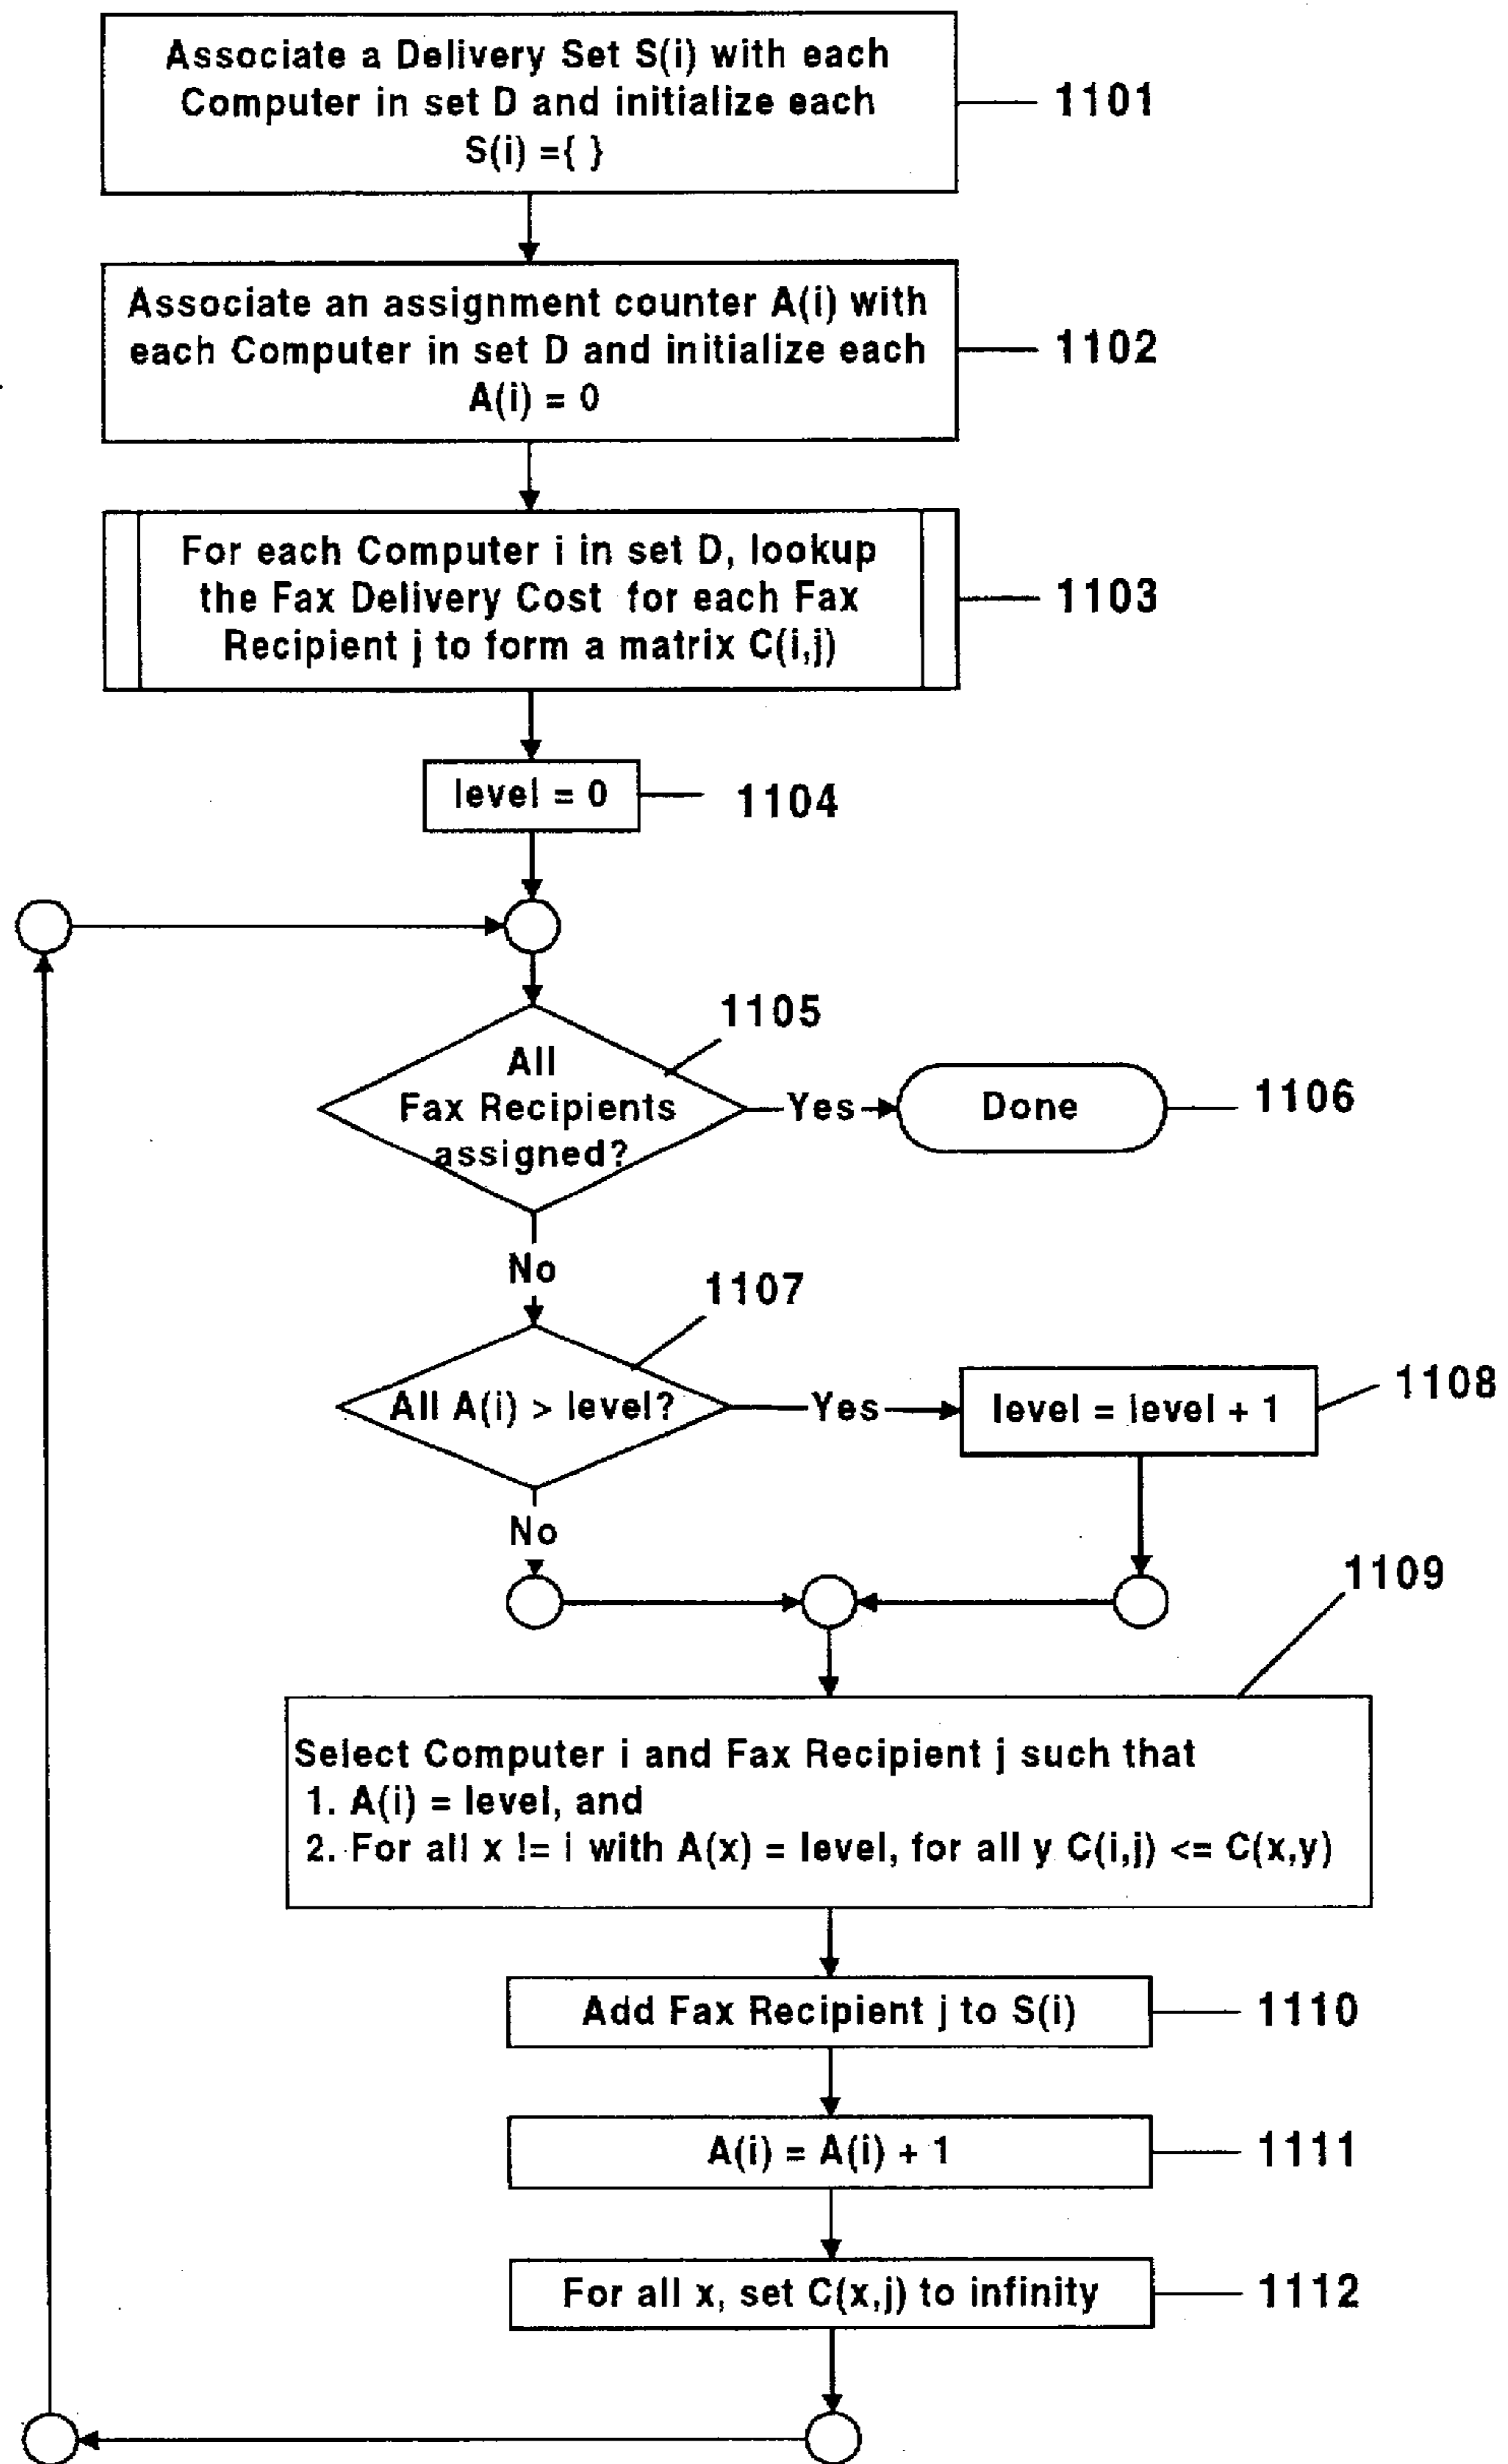 Associate a Delivery Set S(i) with each
Computer in set D and initialize each
S(i) ={ }
1101
Associate an assignment counter A(i) with
each Computer in set D and initialize each
A(i) = 0
1102
For each Computer i in set D, lookup
the Fax Delivery Cost for each Fax
Recipient j to form a matrix C(i,j)
1103
level = 0
1104
1105
All
Fax Recipients
assigned?
Yes
Done
1106
No
1107
All A(i) > level?
Yes
level = level + 1
1108
No
1109
Select Computer i and Fax Recipient j such that
1. A(i) = level, and
2. For all x != i with A(x) = level, for all y C(i,j) <= C(x,y)
Add Fax Recipient j to S(i)
1110
A(i) = A(i) + 1
1111
For all x, set C(x,j) to infinity
1112